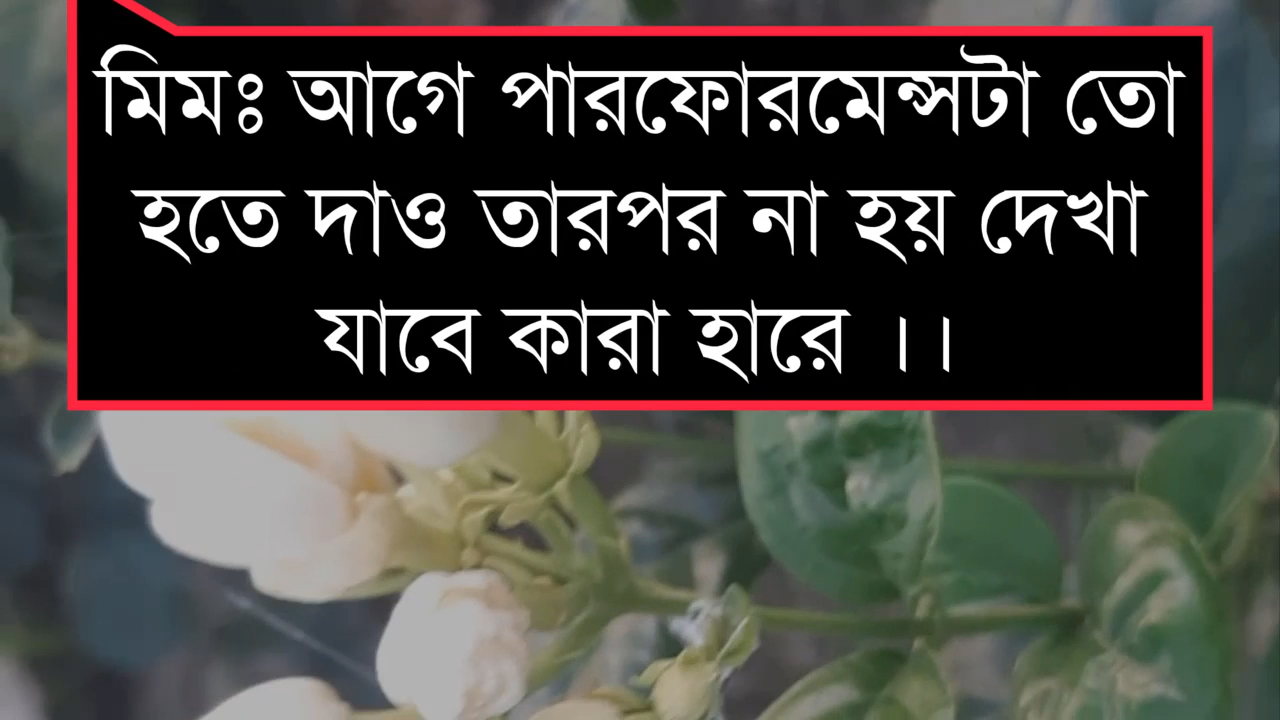 মিমঃ আগে পারফোরমেন্সটা তো
হতে দাও তারপর না হয় দেখা
যাবে কারা হারে ।।